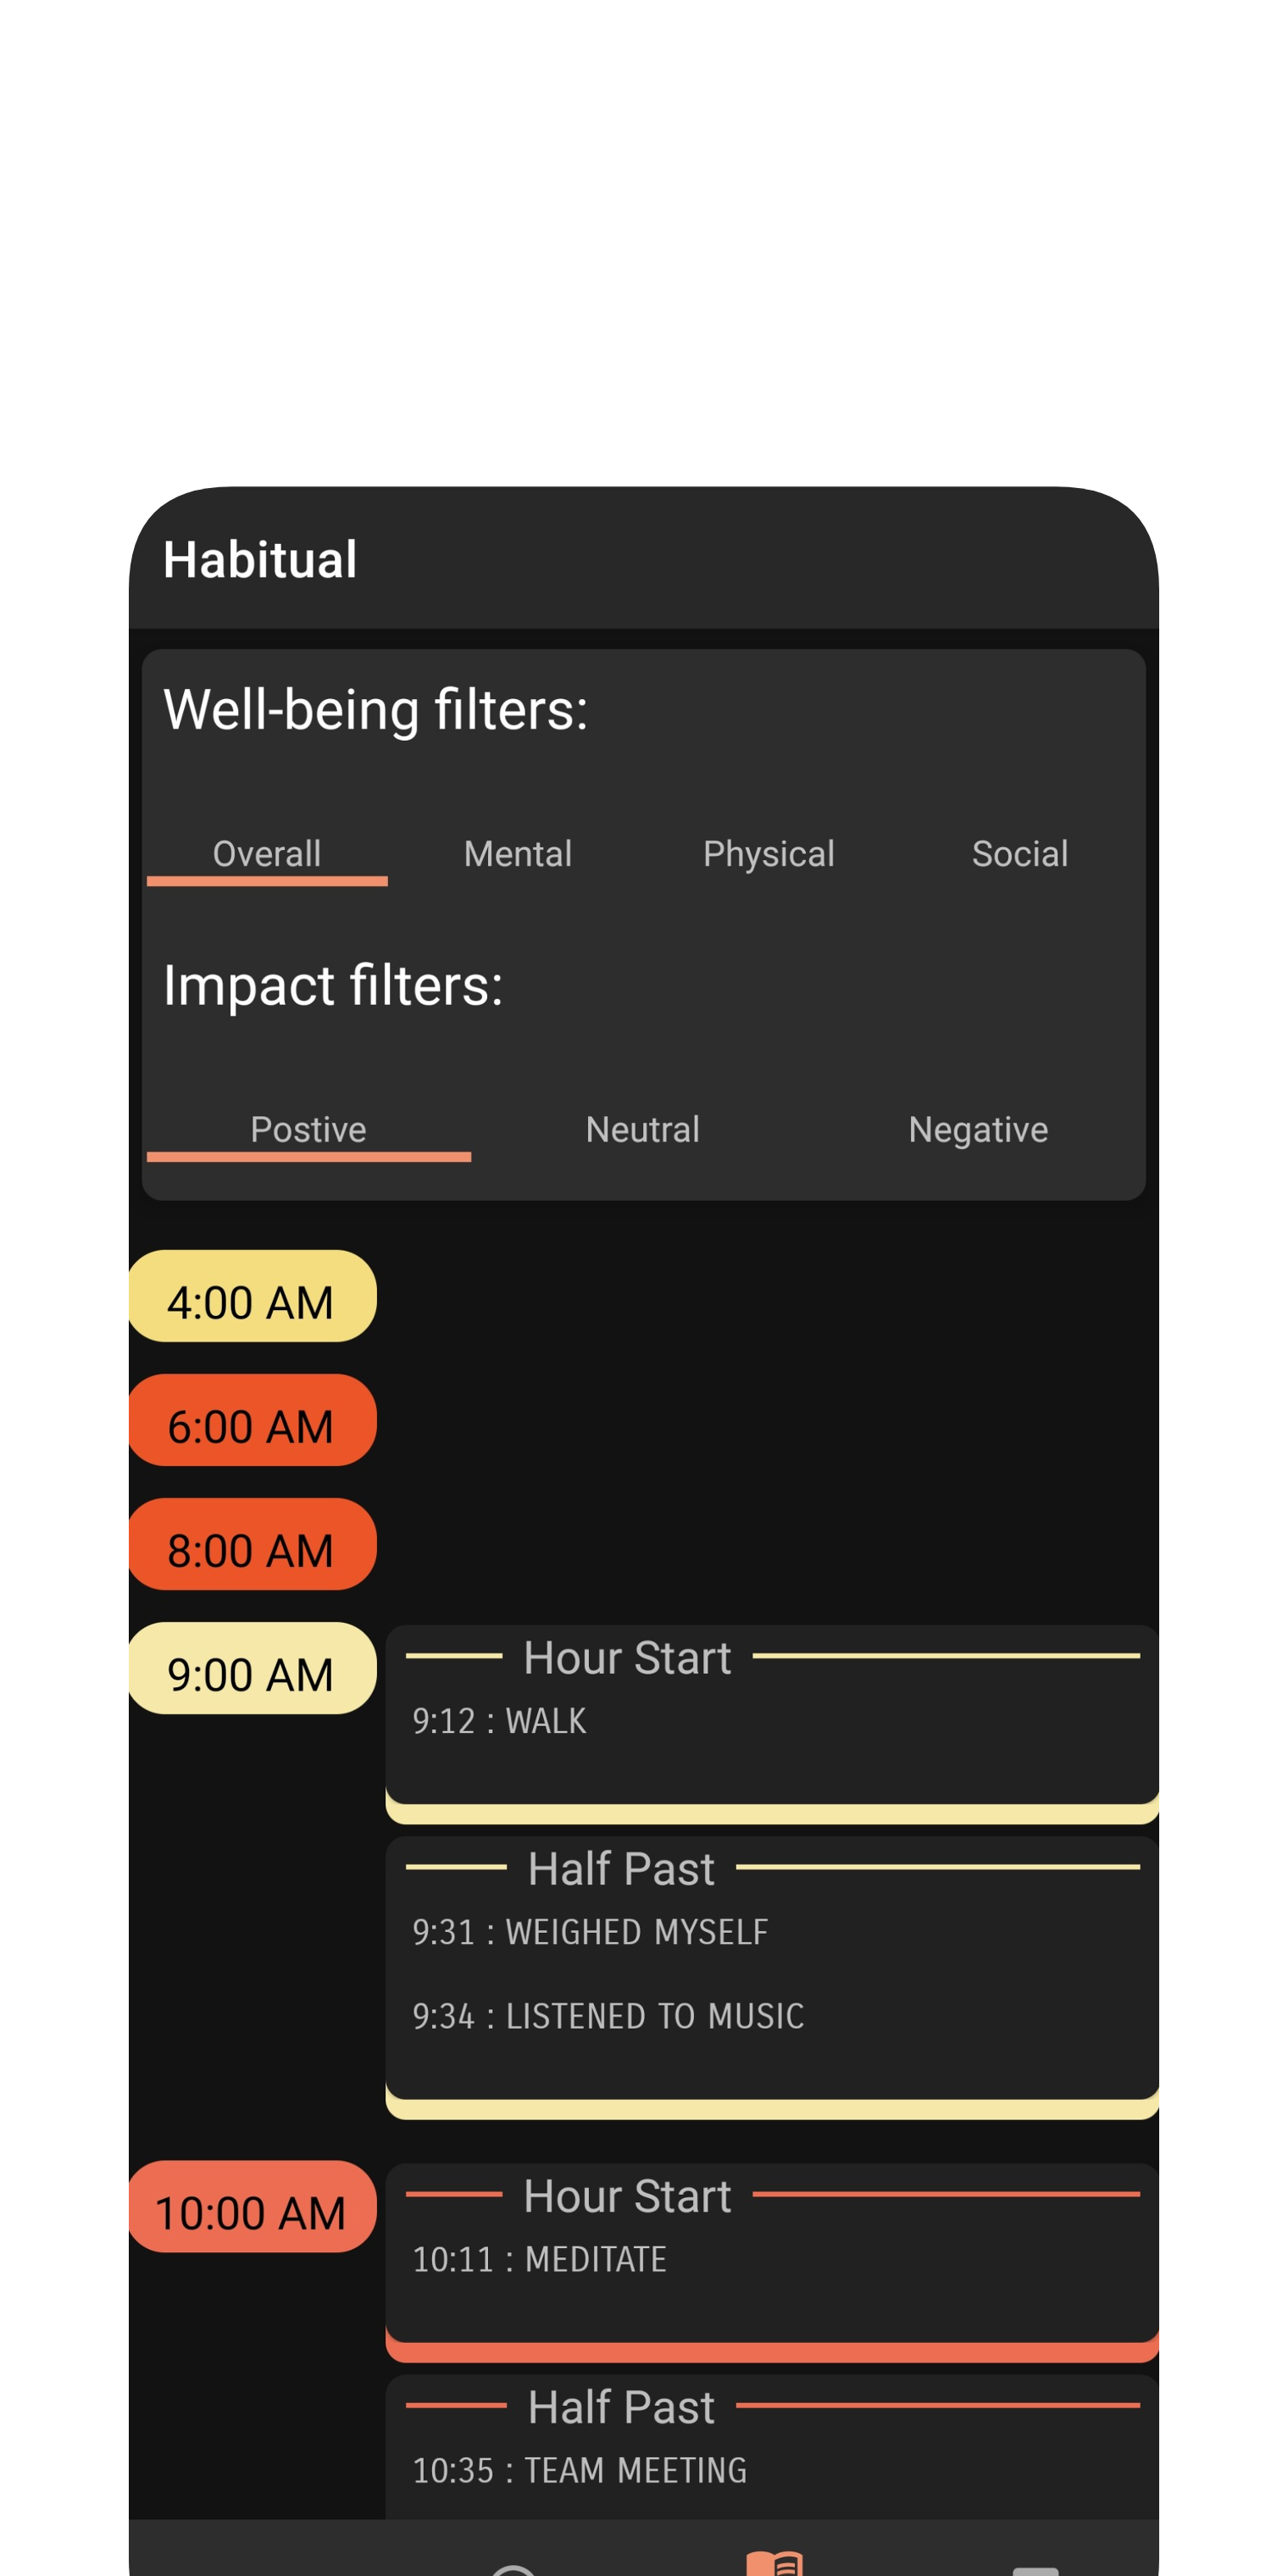 Habitual
Well-being filters:
Overall Mental Physical Social
Impact filters:
Postive Neutral Negative
4:00 AM
6:00 AM
8:00 AM
9:00 AM
Hour Start
9:12 : WALK
Half Past
9:31 : WEIGHED MYSELF
9:34 : LISTENED TO MUSIC
10:00 AM
Hour Start
10:11 : MEDITATE
Half Past
10:35 : TEAM MEETING